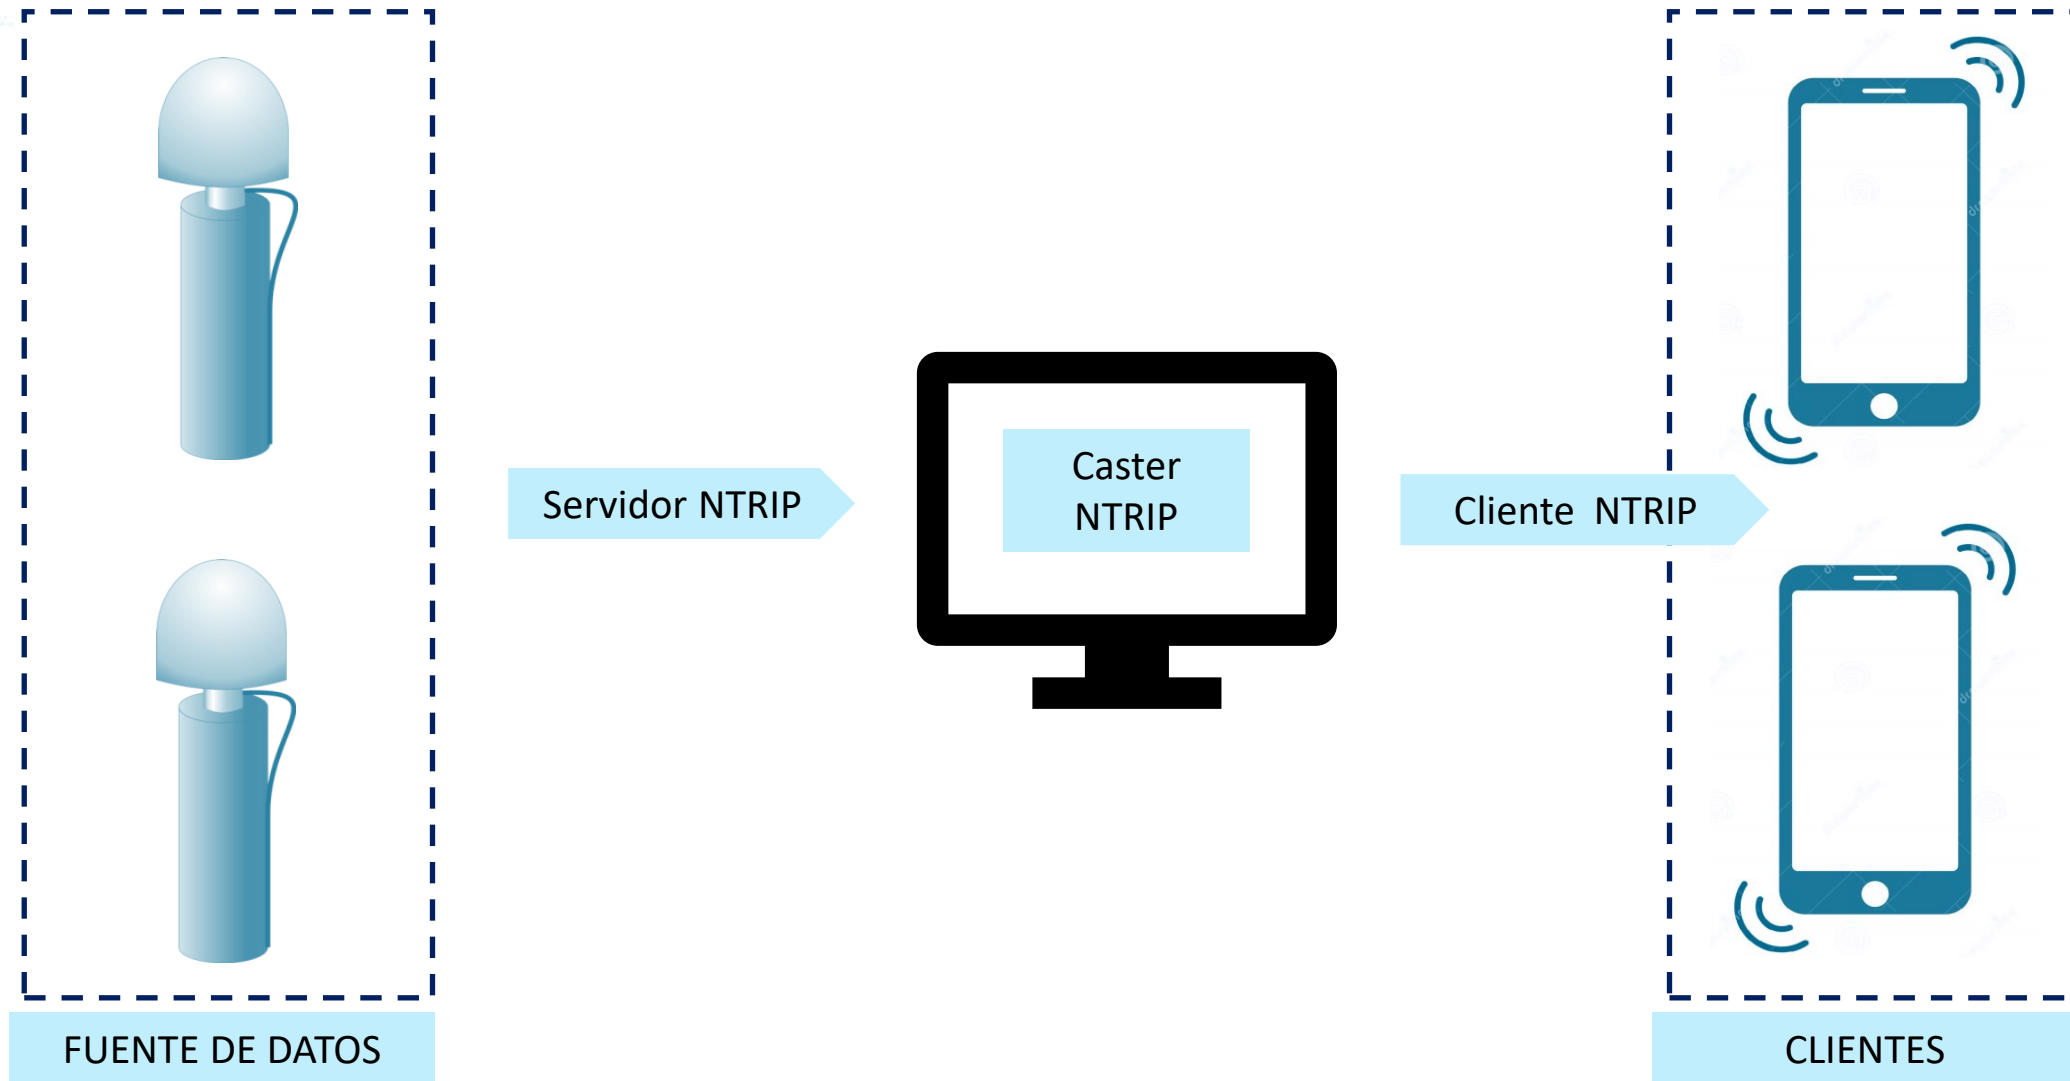 Servidor NTRIP
Caster
NTRIP
Cliente NTRIP
FUENTE DE DATOS
CLIENTES